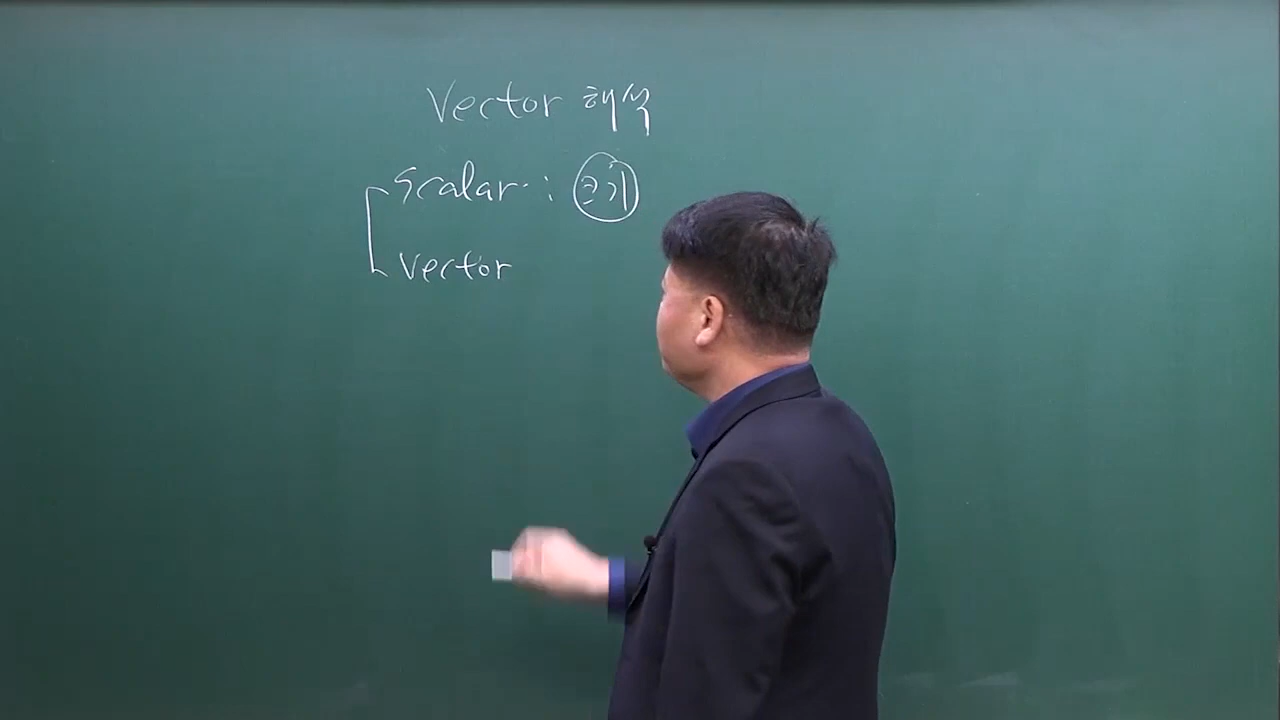 Vector 해석
scalar : 크기
vector